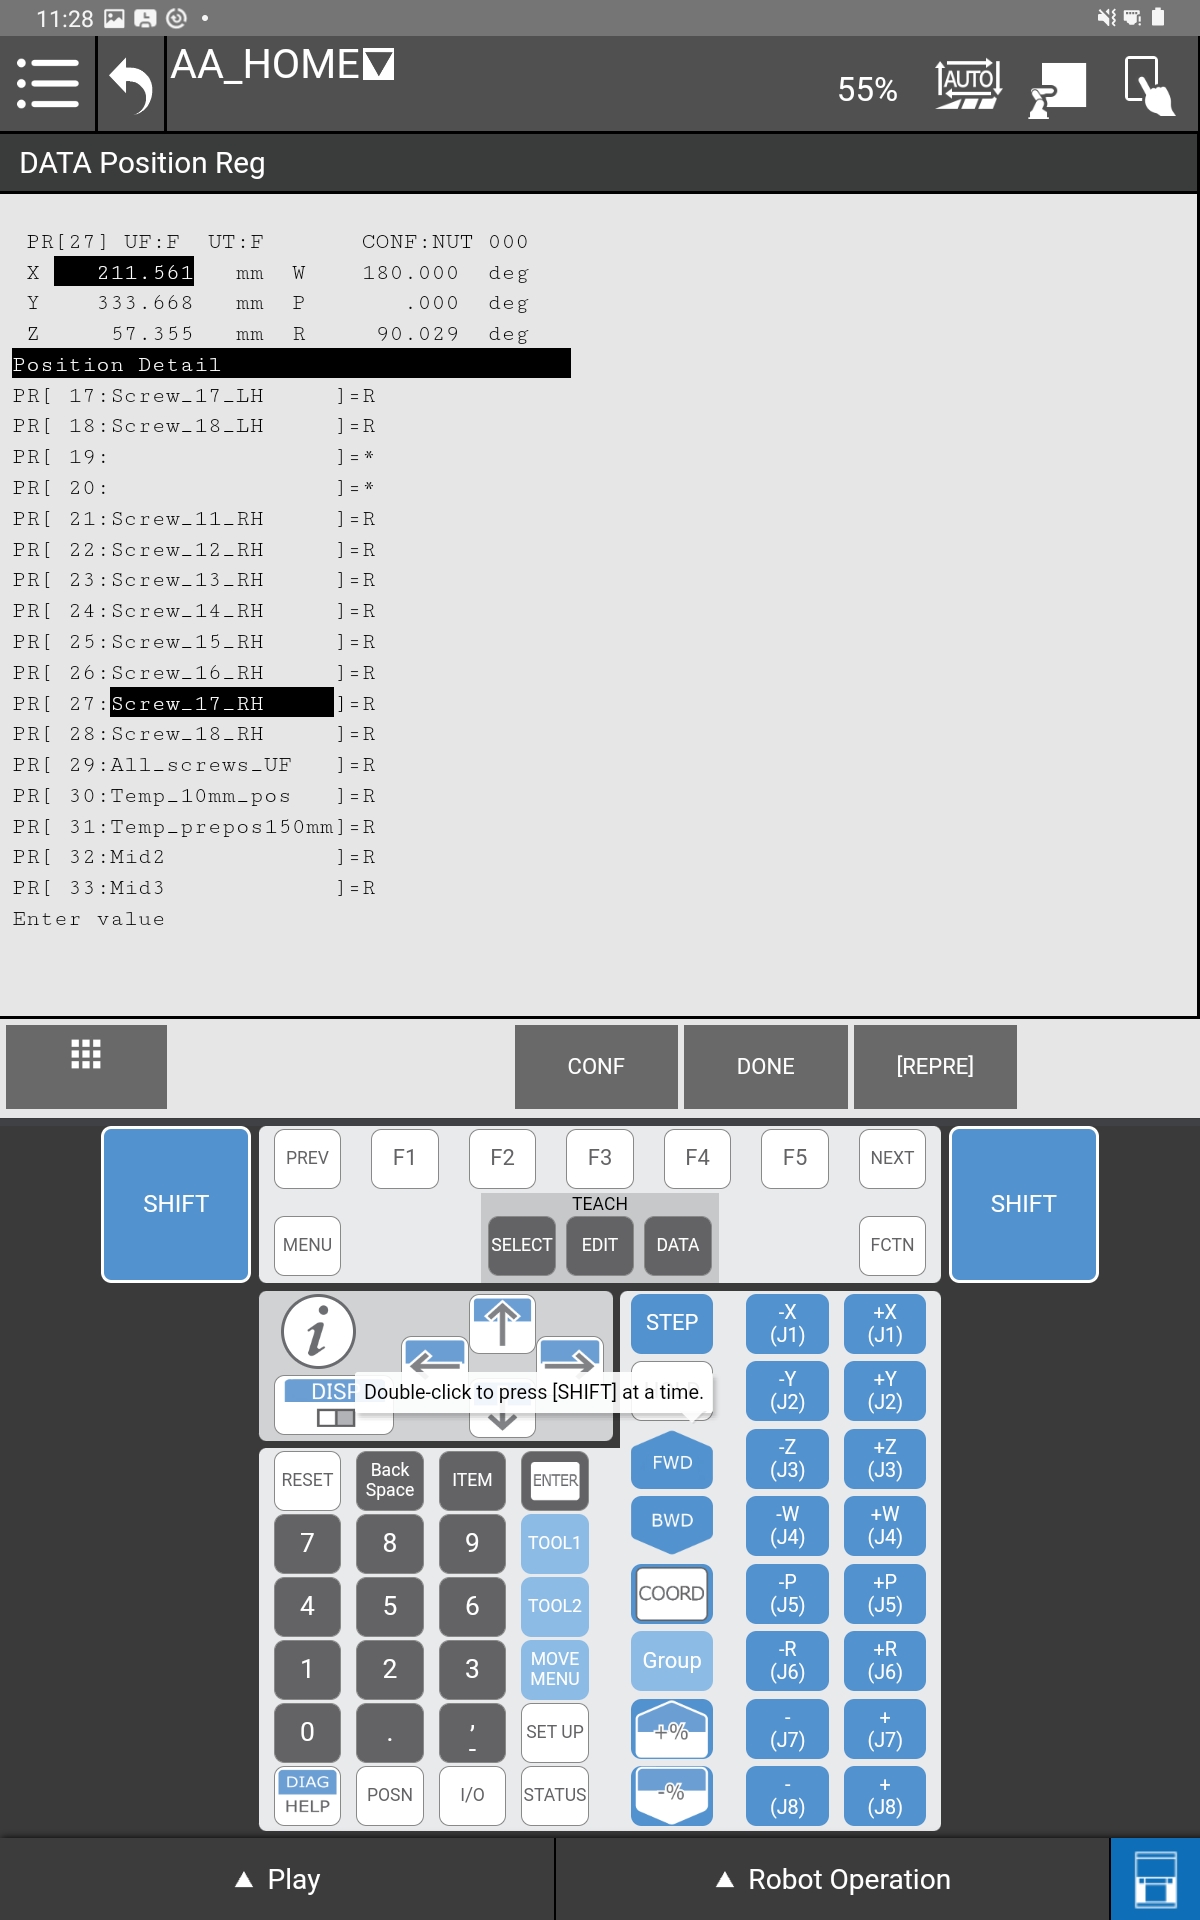 11:28
AA_HOME
55%
AUTO
DATA Position Reg
PR[27] UF:F UT:F CONF:NUT 000
X 211.561 mm W 180.000 deg
Y 333.668 mm P .000 deg
Z 57.355 mm R 90.029 deg
Position Detail
PR[ 17:Screw_17_LH ]=R
PR[ 18:Screw_18_LH ]=R
PR[ 19: ]=*
PR[ 20: ]=*
PR[ 21:Screw_11_RH ]=R
PR[ 22:Screw_12_RH ]=R
PR[ 23:Screw_13_RH ]=R
PR[ 24:Screw_14_RH ]=R
PR[ 25:Screw_15_RH ]=R
PR[ 26:Screw_16_RH ]=R
PR[ 27:Screw_17_RH ]=R
PR[ 28:Screw_18_RH ]=R
PR[ 29:All_screws_UF ]=R
PR[ 30:Temp_10mm_pos ]=R
PR[ 31:Temp_prepos150mm]=R
PR[ 32:Mid2 ]=R
PR[ 33:Mid3 ]=R
Enter value
CONF DONE [REPRE]
SHIFT PREV F1 F2 F3 F4 F5 NEXT SHIFT
TEACH
MENU SELECT EDIT DATA FCTN
i
STEP -X (J1) +X (J1)
DISP Double-click to press [SHIFT] at a time.
-Y (J2) +Y (J2)
FWD -Z (J3) +Z (J3)
RESET Back Space ITEM ENTER
BWD -W (J4) +W (J4)
7 8 9 TOOL1
COORD -P (J5) +P (J5)
4 5 6 TOOL2
Group -R (J6) +R (J6)
1 2 3 MOVE MENU
+% - (J7) + (J7)
0 . , - SET UP
-% - (J8) + (J8)
DIAG HELP POSN I/O STATUS
Play Robot Operation